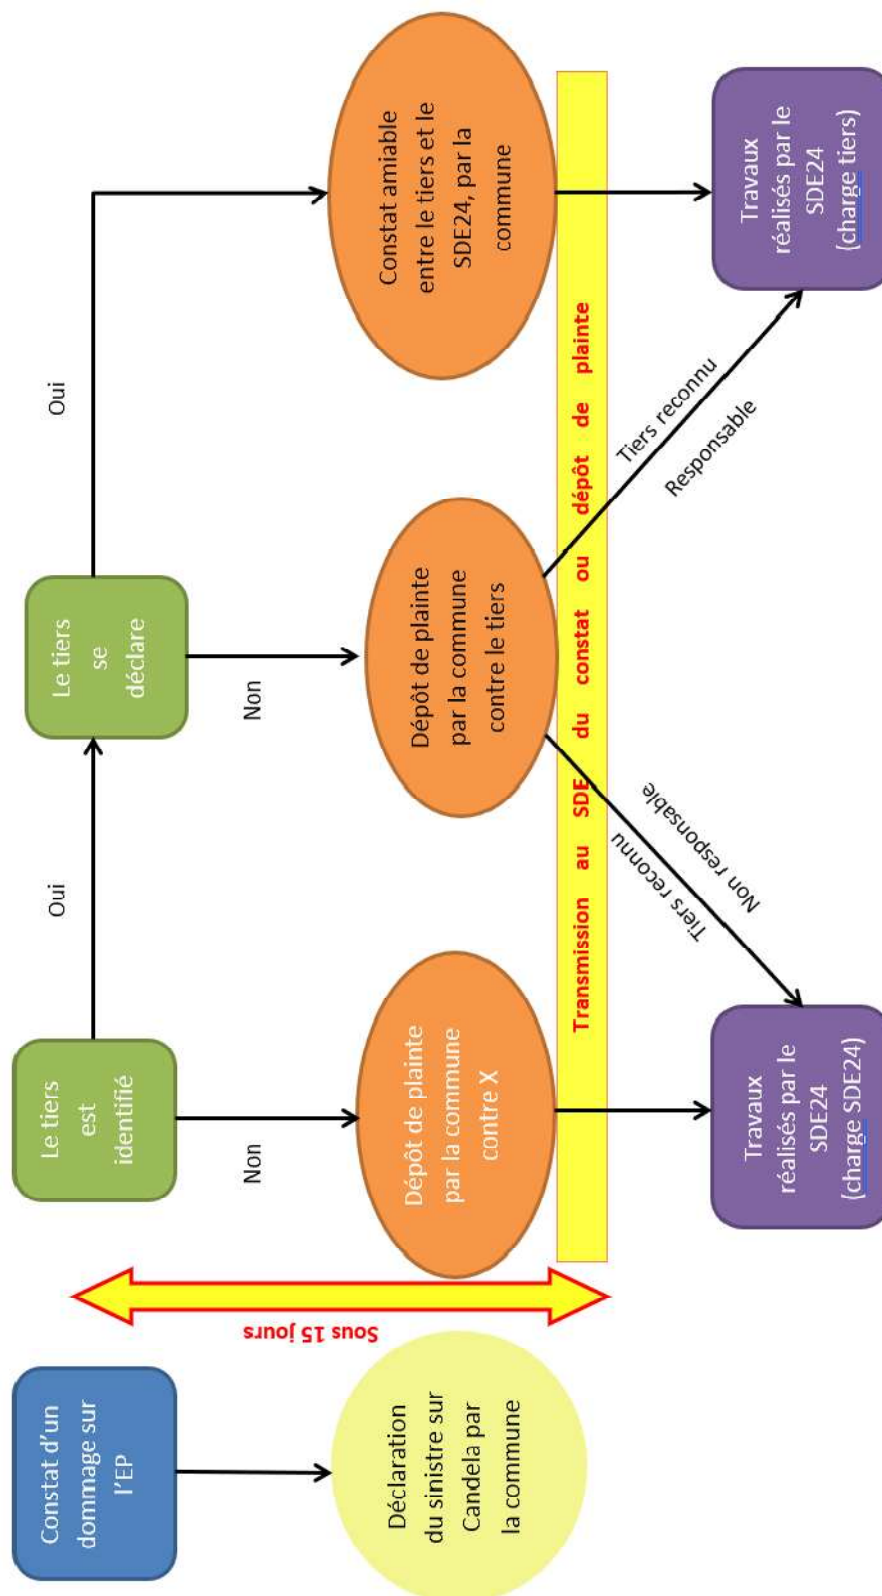 Constat d'un
dommage sur
l'EP
Déclaration
du sinistre sur
Candela par
la commune
Sous 15 jours
Le tiers
est
identifié
Oui
Non
Le tiers
se
déclare
Oui
Non
Dépôt de plainte
par la commune
contre X
Dépôt de plainte
par la commune
contre le tiers
Constat amiable
entre le tiers et le
SDE24, par la
commune
Transmission au SDE du constat ou dépôt de plainte
Tiers reconnu
Non responsable
Tiers reconnu
Responsable
Travaux
réalisés par le
SDE24
(charge SDE24)
Travaux
réalisés par le
SDE24
(charge tiers)